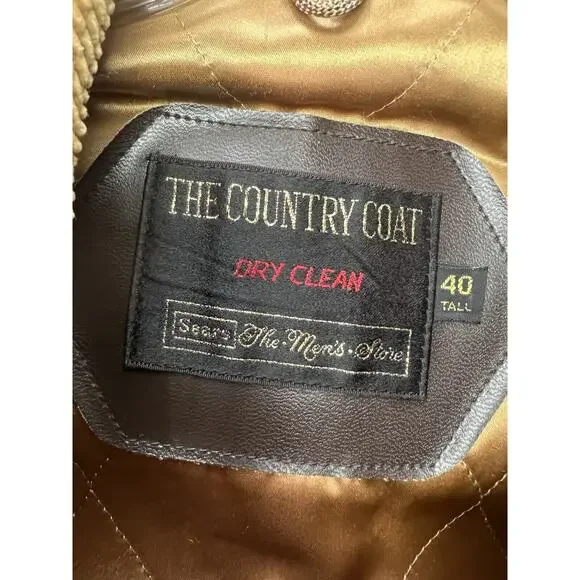 THE COUNTRY COAT
DRY CLEAN
40
TALL
Sears The Men's Store